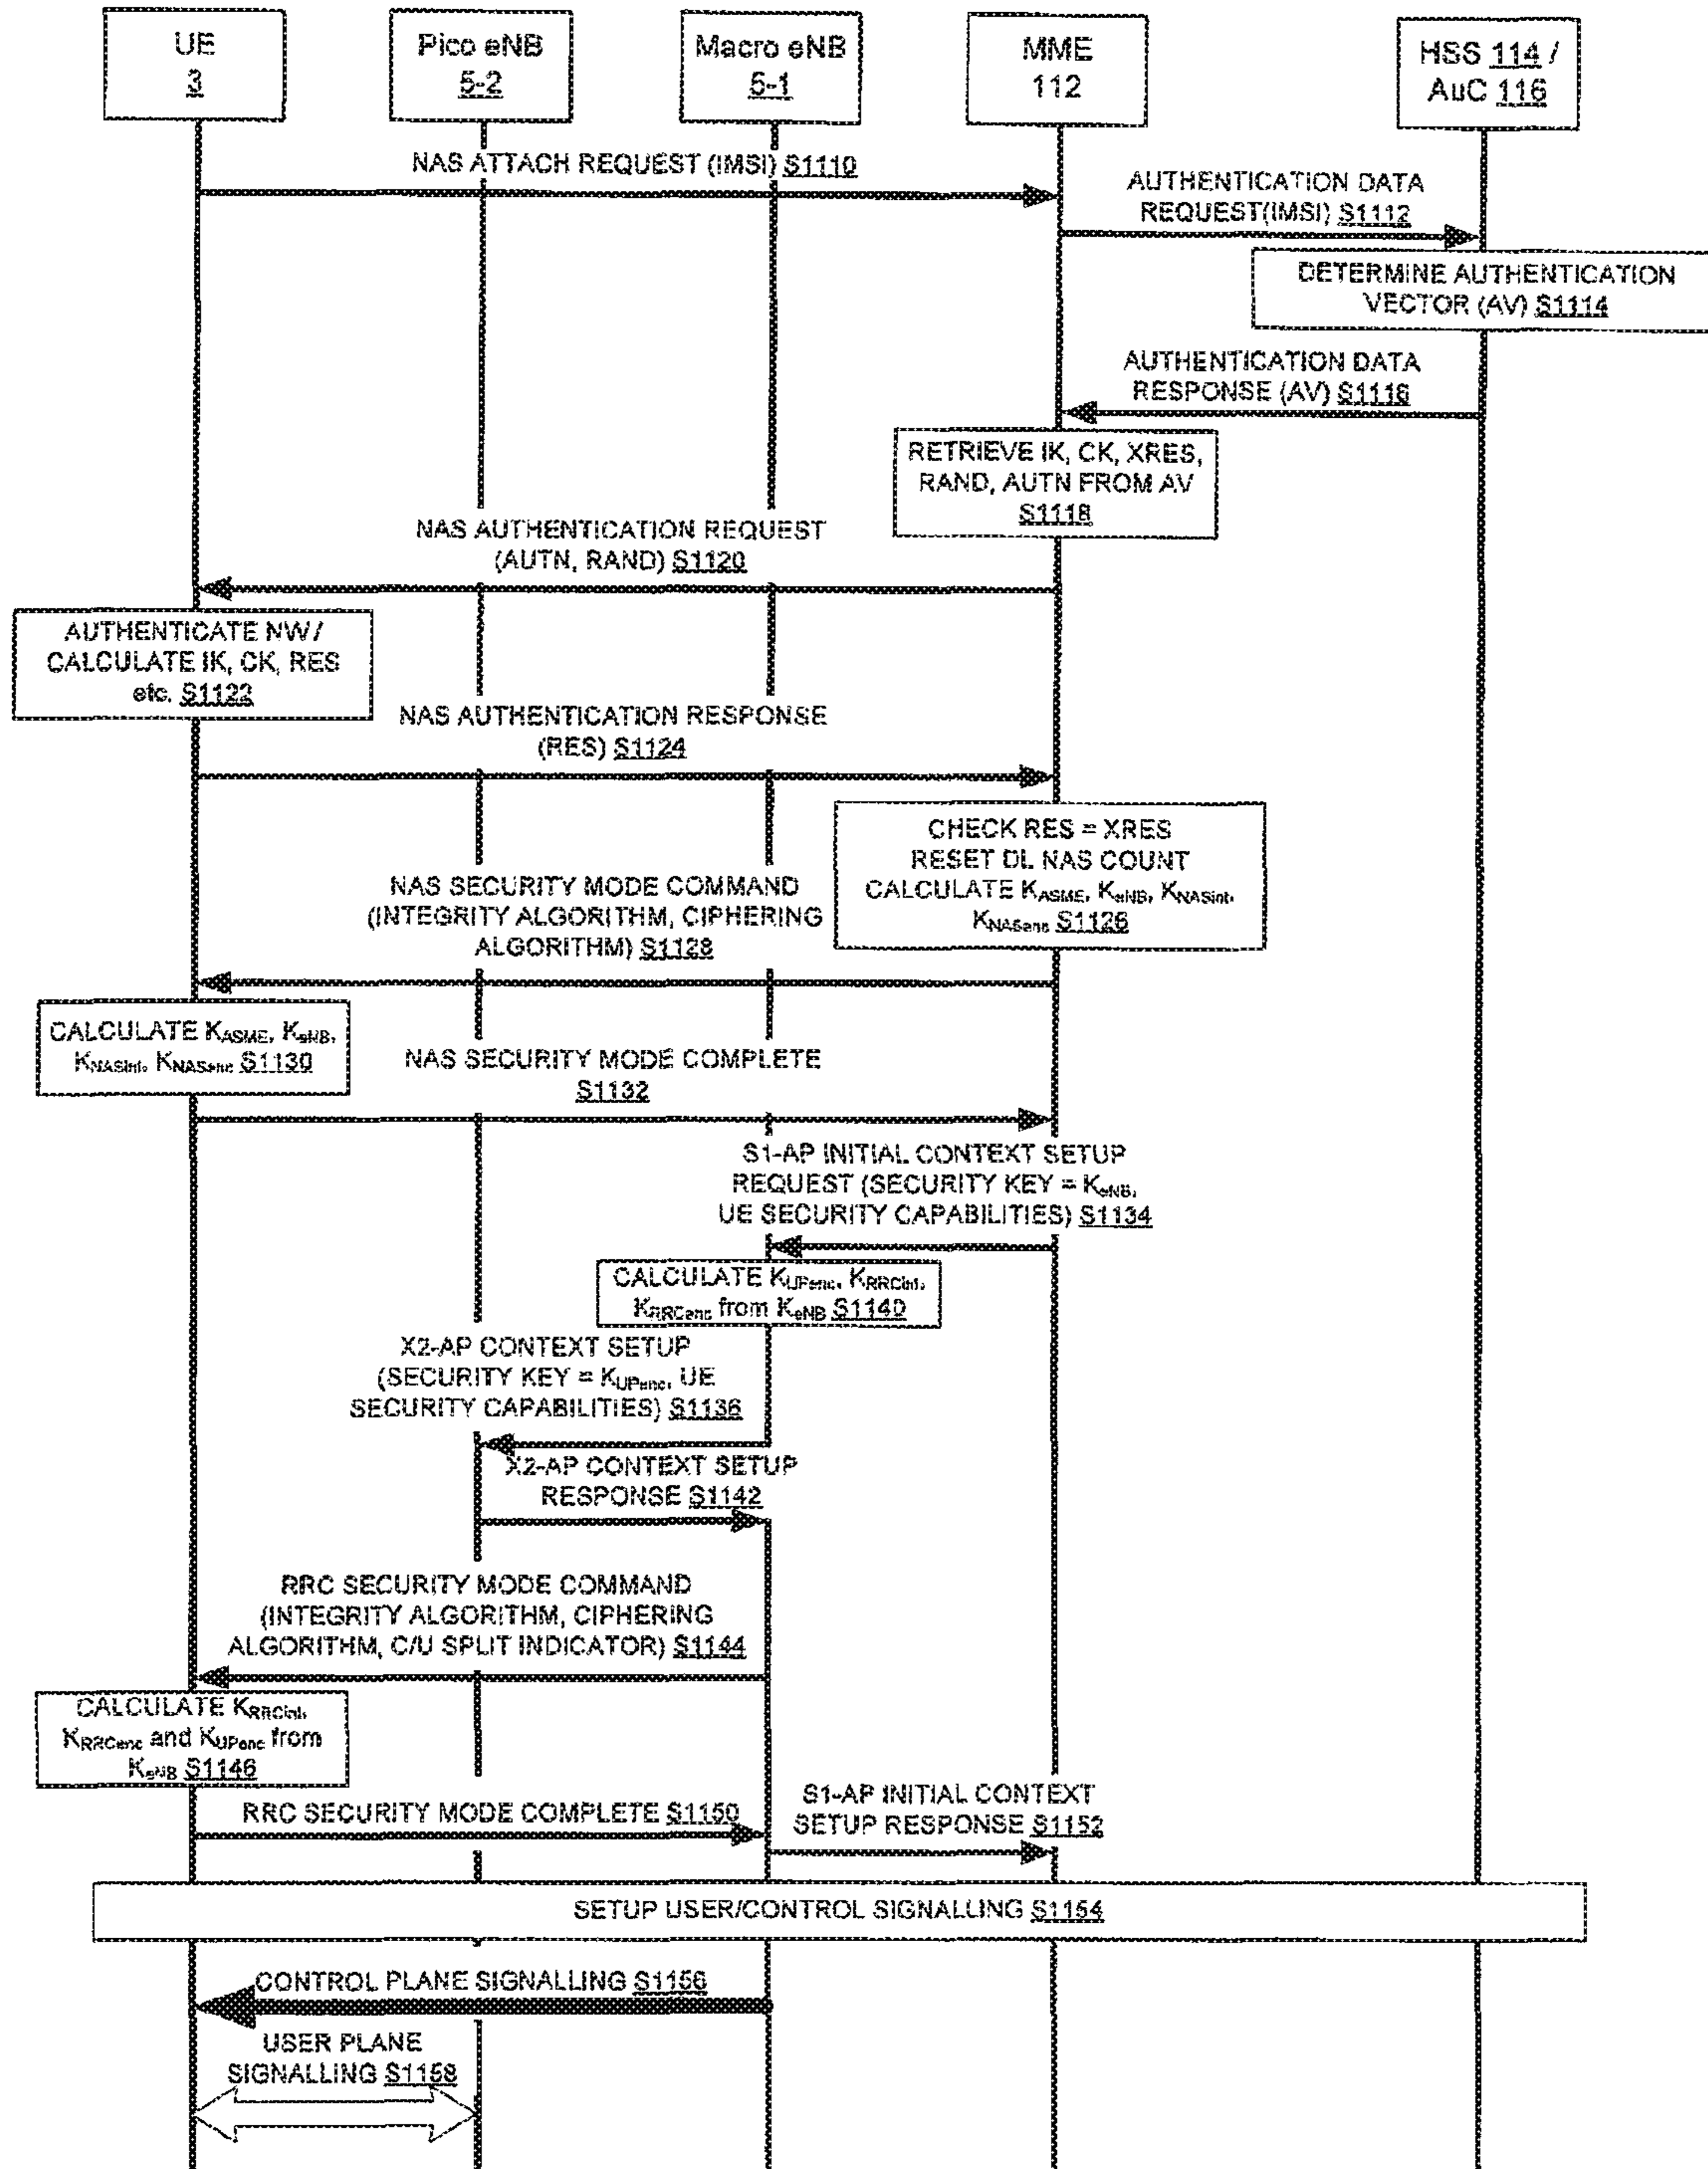 UE
3
Pico eNB
5-2
Macro eNB
5-1
MME
112
HSS 114 /
AuC 116
NAS ATTACH REQUEST (IMSI) S1110
AUTHENTICATION DATA
REQUEST(IMSI) S1112
DETERMINE AUTHENTICATION
VECTOR (AV) S1114
AUTHENTICATION DATA
RESPONSE (AV) S1116
RETRIEVE IK, CK, XRES,
RAND, AUTN FROM AV
S1118
NAS AUTHENTICATION REQUEST
(AUTN, RAND) S1120
AUTHENTICATE NW/
CALCULATE IK, CK, RES
etc. S1122
NAS AUTHENTICATION RESPONSE
(RES) S1124
CHECK RES = XRES
RESET DL NAS COUNT
CALCULATE KASME, KeNB, KNASint,
KNASenc S1126
NAS SECURITY MODE COMMAND
(INTEGRITY ALGORITHM, CIPHERING
ALGORITHM) S1128
CALCULATE KASME, KeNB,
KNASint, KNASenc S1130
NAS SECURITY MODE COMPLETE
S1132
S1-AP INITIAL CONTEXT SETUP
REQUEST (SECURITY KEY = KeNB,
UE SECURITY CAPABILITIES) S1134
CALCULATE KUPenc, KRRCint,
KRRCenc from KeNB S1140
X2-AP CONTEXT SETUP
(SECURITY KEY = KUPenc, UE
SECURITY CAPABILITIES) S1136
X2-AP CONTEXT SETUP
RESPONSE S1142
RRC SECURITY MODE COMMAND
(INTEGRITY ALGORITHM, CIPHERING
ALGORITHM, C/U SPLIT INDICATOR) S1144
CALCULATE KRRCint,
KRRCenc and KUPenc from
KeNB S1146
RRC SECURITY MODE COMPLETE S1150
S1-AP INITIAL CONTEXT
SETUP RESPONSE S1152
SETUP USER/CONTROL SIGNALLING S1154
CONTROL PLANE SIGNALLING S1156
USER PLANE
SIGNALLING S1158